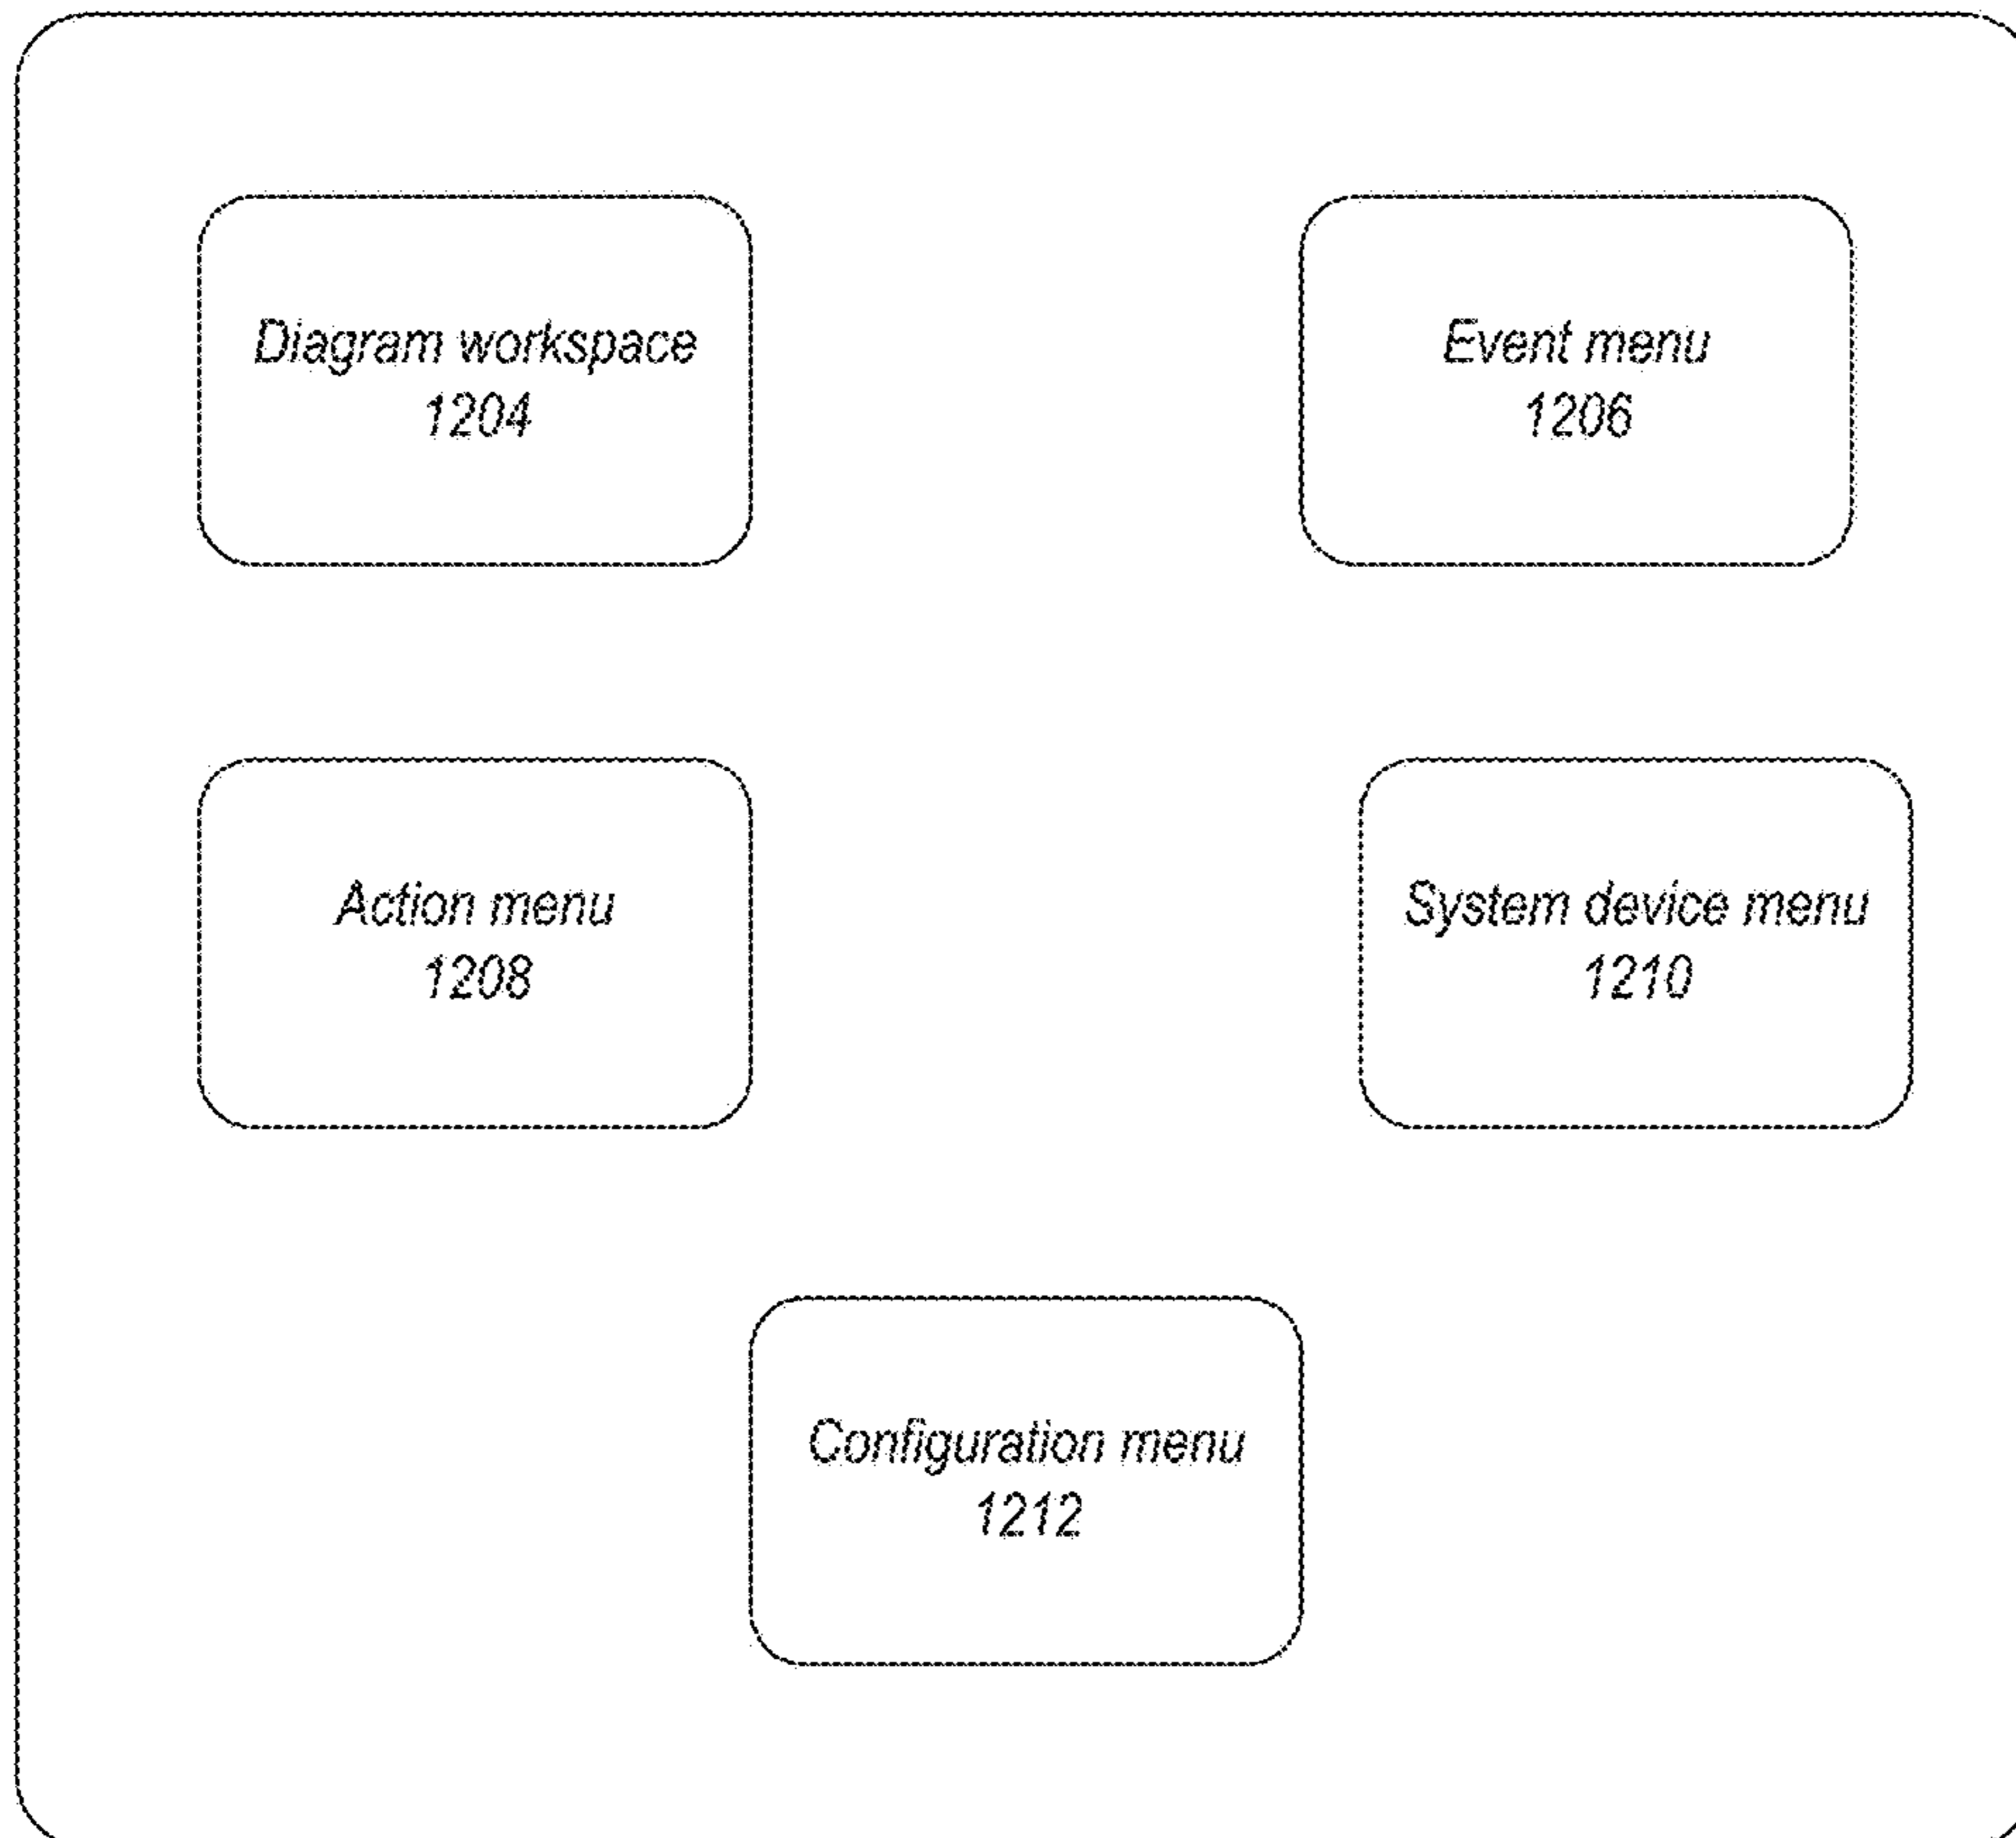 Diagram workspace
1204
Event menu
1206
Action menu
1208
System device menu
1210
Configuration menu
1212